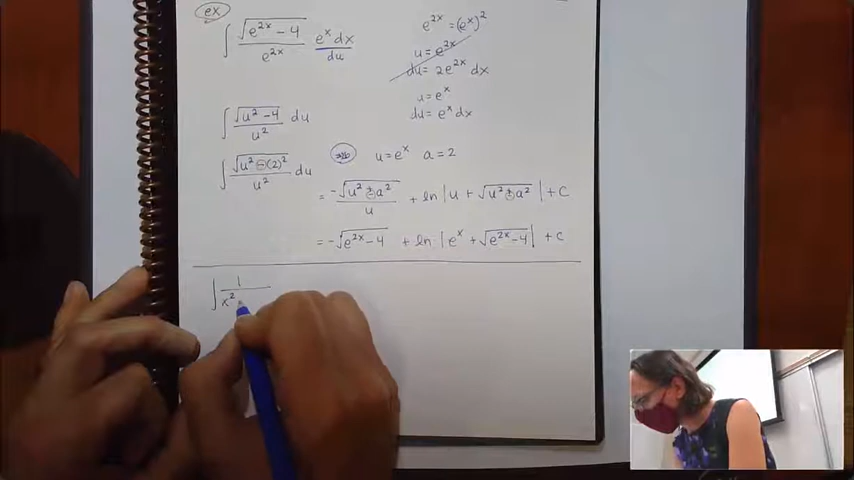 ex
∫ √(e^2x - 4) / e^2x e^x dx
du
e^2x = (e^x)^2
u = e^2x
du = 2e^2x dx
u = e^x
du = e^x dx
∫ √(u^2 - 4) / u^2 du
∫ √(u^2 - (2)^2) / u^2 du
u = e^x a = 2
= -√(u^2 ± a^2) / u + ln |u + √(u^2 ± a^2)| + C
= -√(e^2x - 4) + ln |e^x + √(e^2x - 4)| + C
∫ 1 / x^2